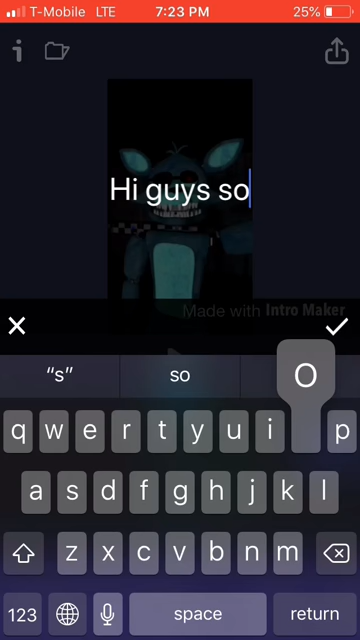 T-Mobile LTE 7:23 PM 25%
Hi guys so
Made with Intro Maker
“s” so O
q w e r t y u i p
a s d f g h j k l
z x c v b n m
123 space return